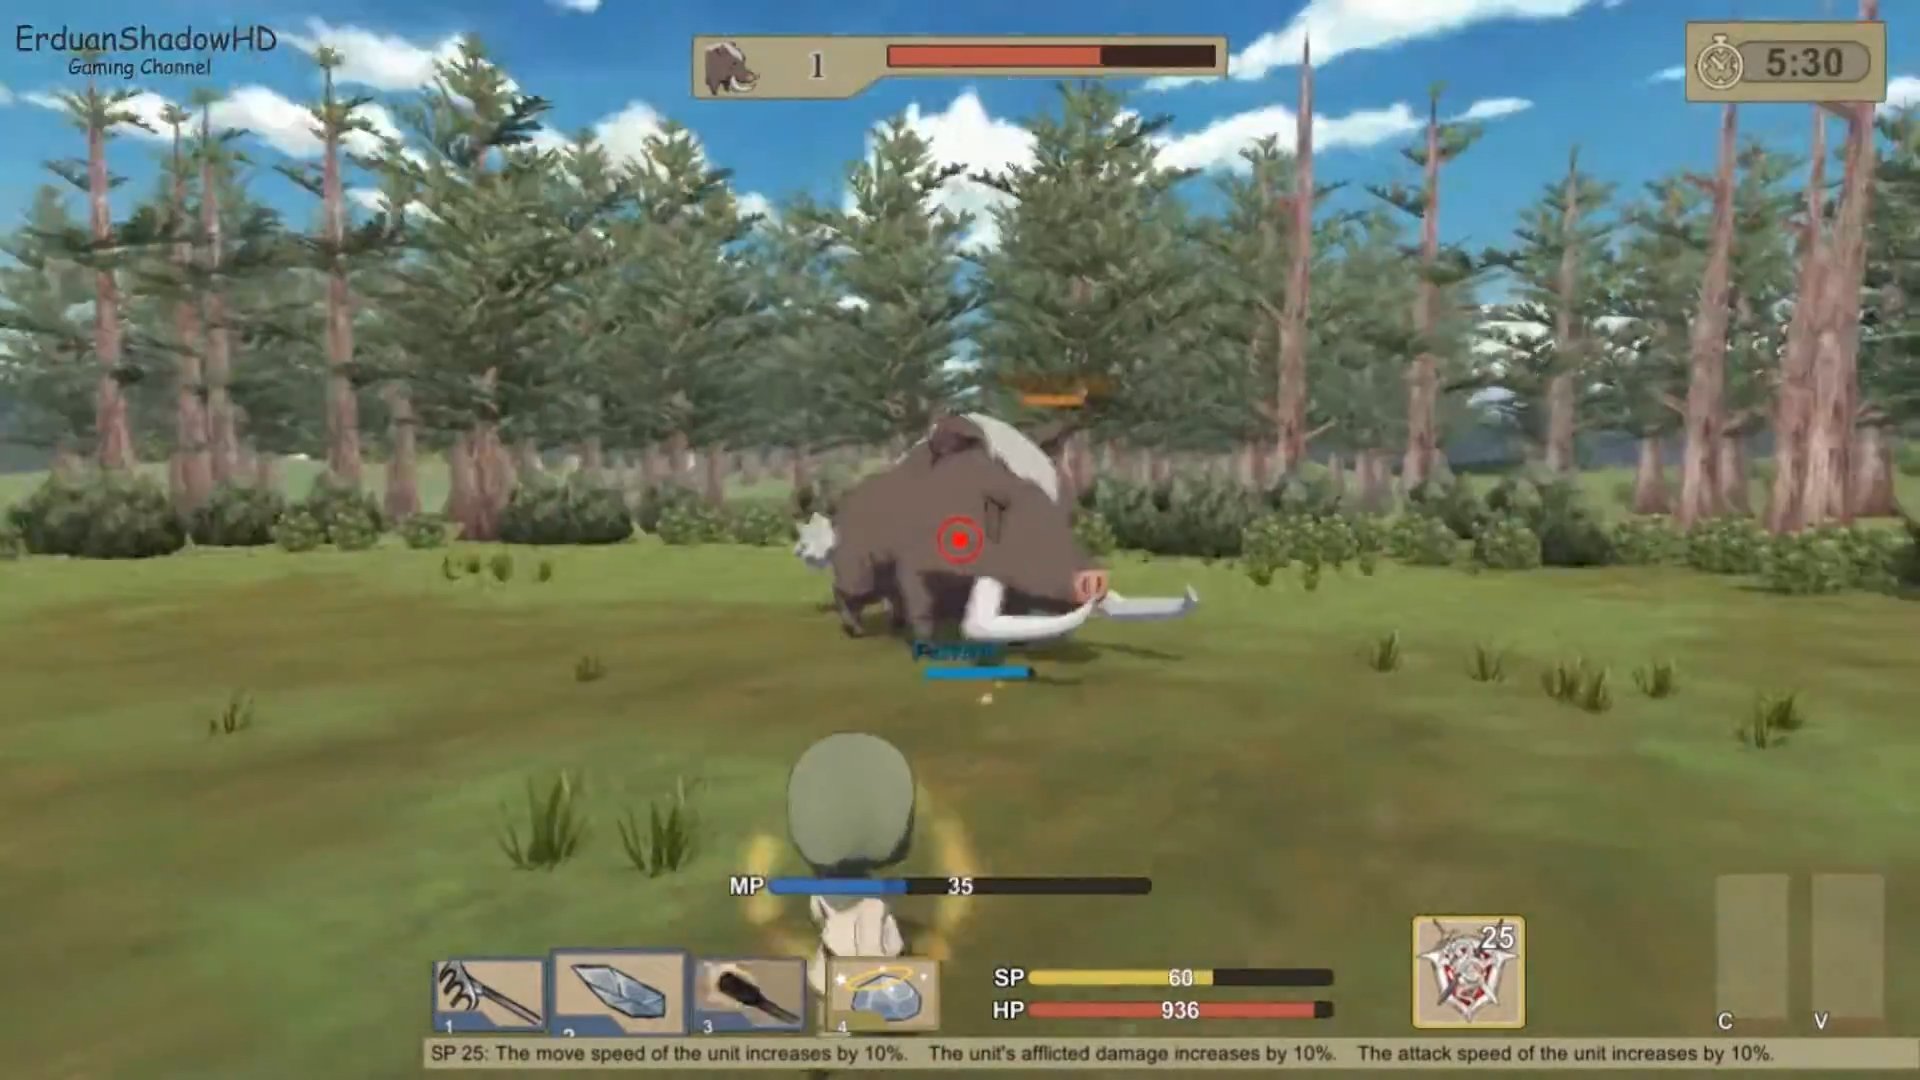 ErduanShadowHD
Gaming Channel
1
5:30
MP 35
SP 60
HP 936
25
1
2
3
4
C
V
SP 25: The move speed of the unit increases by 10%. The unit's afflicted damage increases by 10%. The attack speed of the unit increases by 10%.